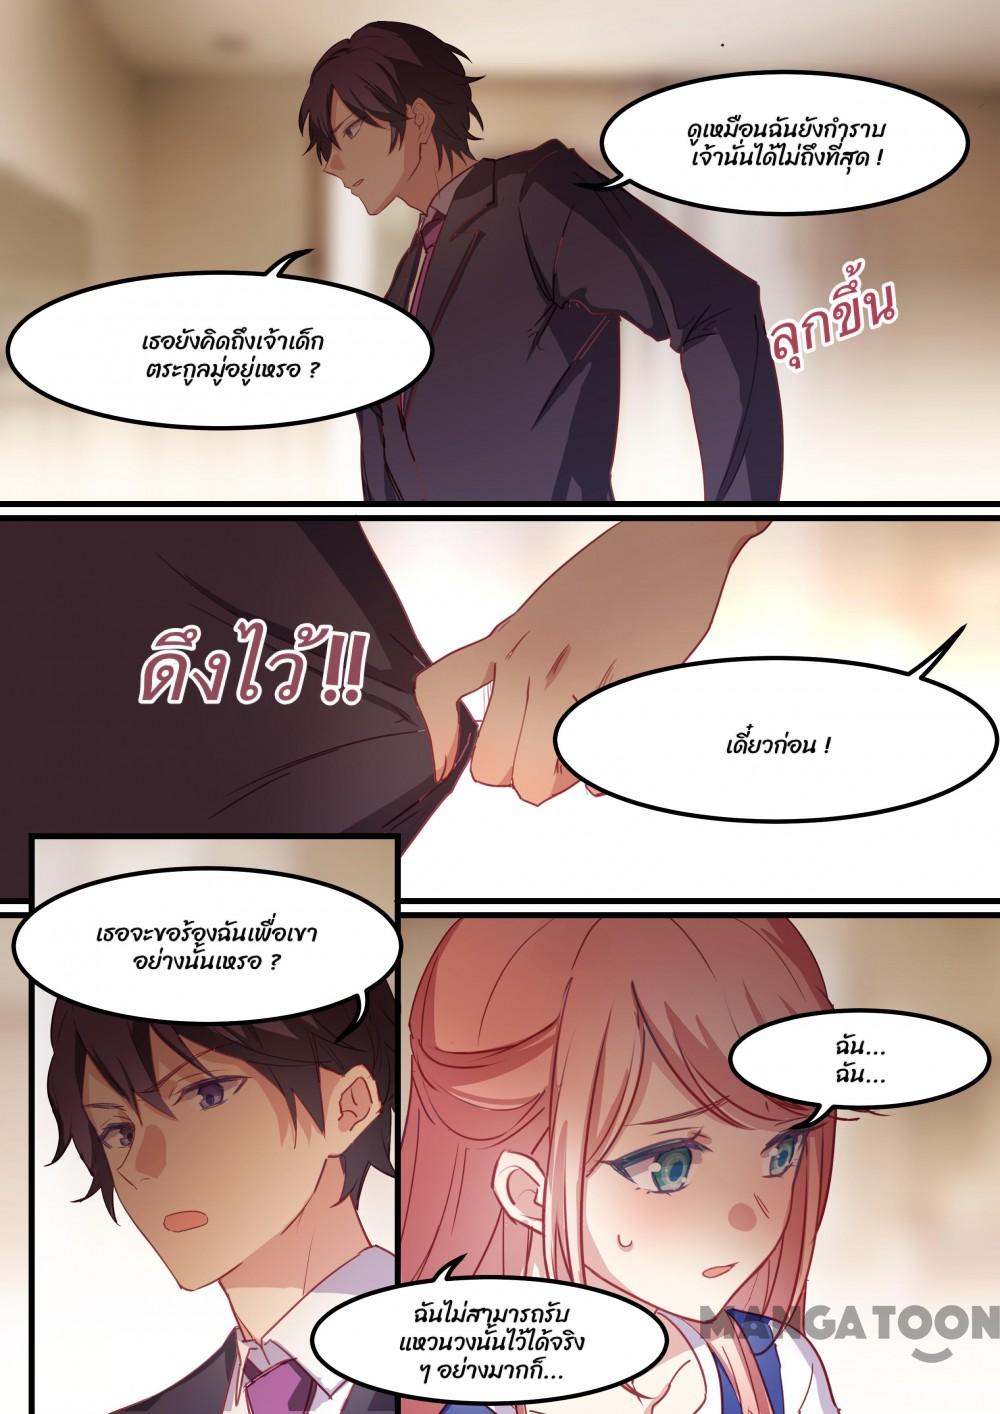 ดูเหมือนฉันยังกำราบ
เจ้านั่นได้ไม่ถึงที่สุด !
เธอยังคิดถึงเจ้าเด็ก
ตระกูลมู่อยู่เหรอ ?
ลุกขึ้น
ดึงไว้!!
เดี๋ยวก่อน !
เธอจะขอร้องฉันเพื่อเขา
อย่างนั้นเหรอ ?
ฉัน...
ฉัน...
ฉันไม่สามารถรับ
แหวนวงนั้นไว้ได้จริง
ๆ อย่างมากก็...
MANGATOON